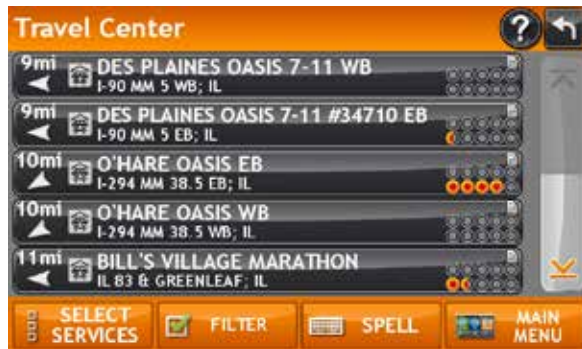 Travel Center
?
9mi
DES PLAINES OASIS 7-11 WB
I-90 MM 5 WB; IL
9mi
DES PLAINES OASIS 7-11 #34710 EB
I-90 MM 5 EB; IL
10mi
O'HARE OASIS EB
I-294 MM 38.5 EB; IL
10mi
O'HARE OASIS WB
I-294 MM 38.5 WB; IL
11mi
BILL'S VILLAGE MARATHON
IL 83 & GREENLEAF; IL
SELECT
SERVICES
FILTER
SPELL
MAIN
MENU